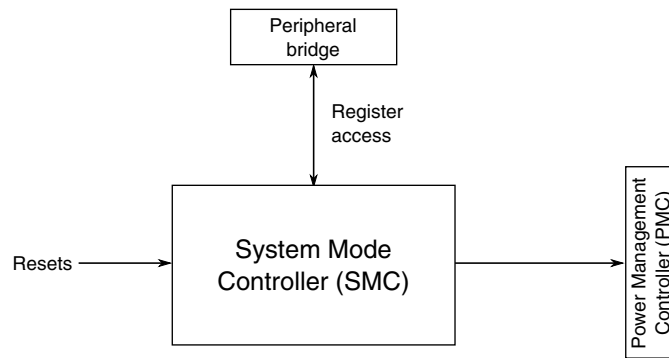 Peripheral
bridge
Register
access
System Mode
Controller (SMC)
Resets
Power Management
Controller (PMC)